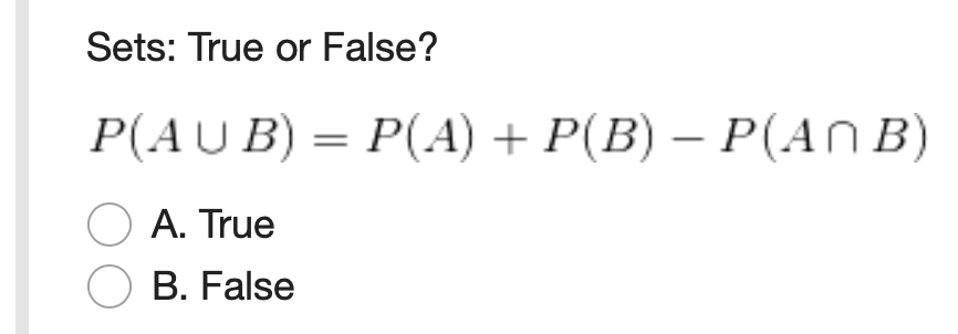 Sets: True or False?
P(A ∪ B) = P(A) + P(B) − P(A ∩ B)
A. True
B. False